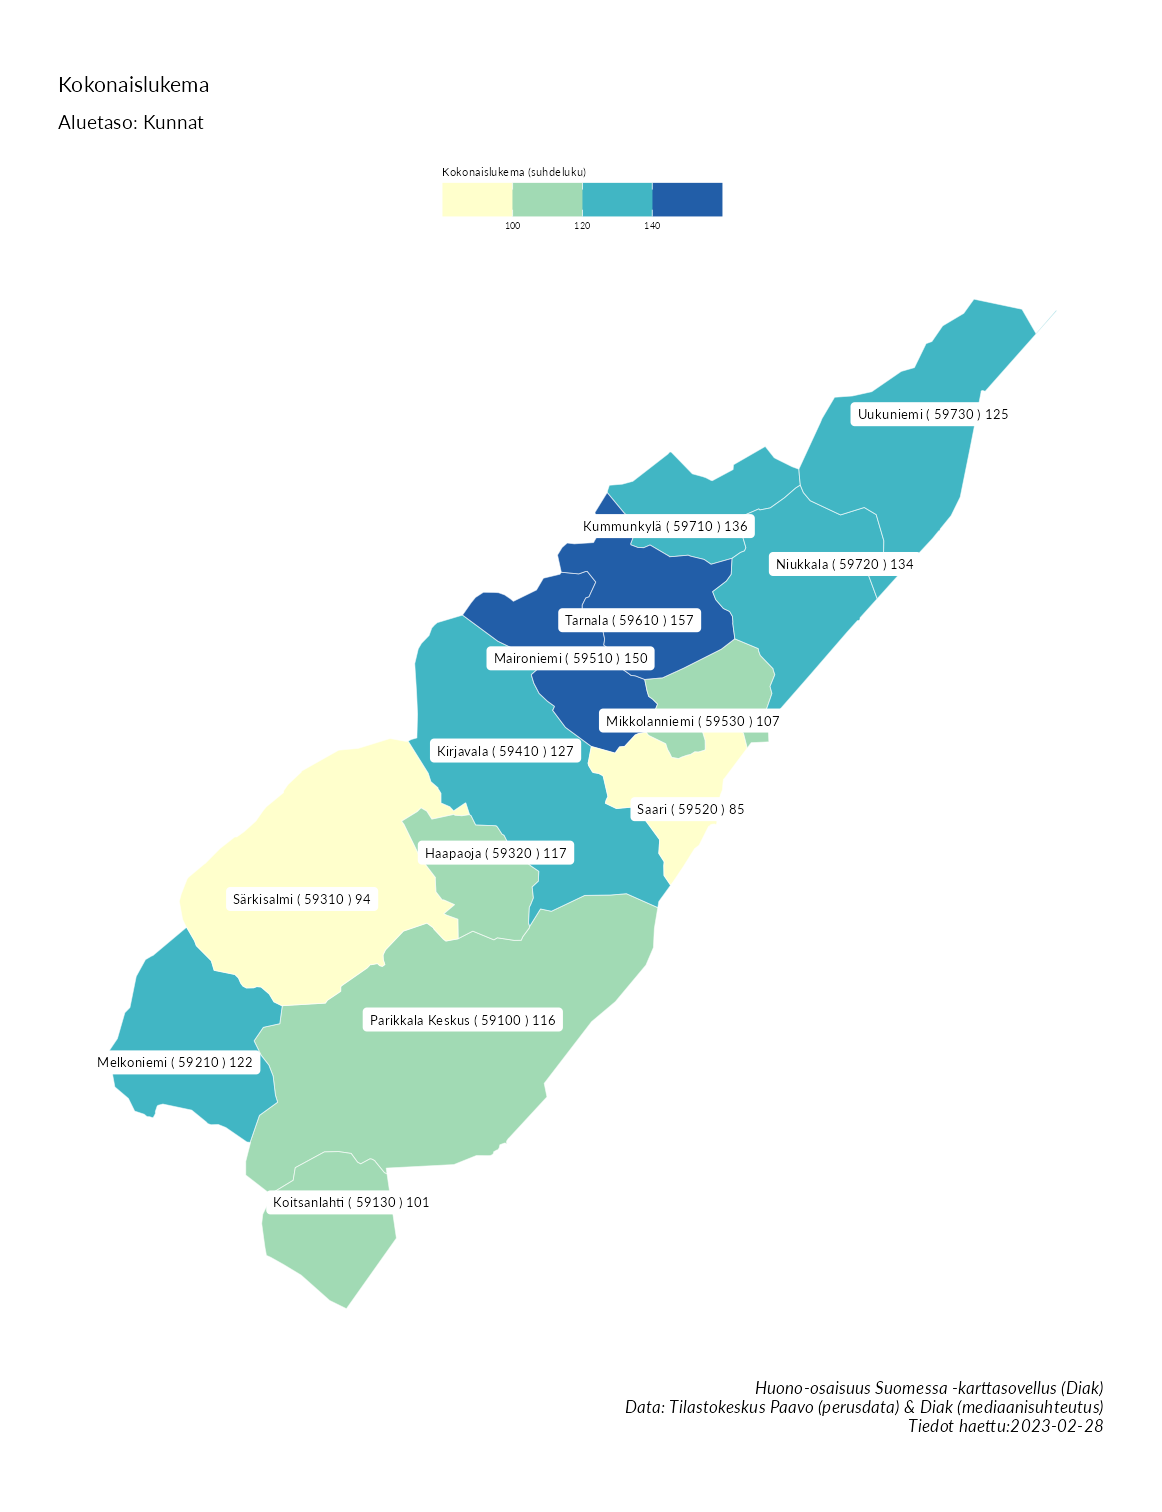 Kokonaislukema
Aluetaso: Kunnat
Kokonaislukema (suhdeluku)
100 120 140
Uukuniemi ( 59730 ) 125
Kummunkylä ( 59710 ) 136
Niukkala ( 59720 ) 134
Tarnala ( 59610 ) 157
Maironiemi ( 59510 ) 150
Mikkolanniemi ( 59530 ) 107
Kirjavala ( 59410 ) 127
Saari ( 59520 ) 85
Haapaoja ( 59320 ) 117
Särkisalmi ( 59310 ) 94
Parikkala Keskus ( 59100 ) 116
Melkoniemi ( 59210 ) 122
Koitsanlahti ( 59130 ) 101
Huono-osaisuus Suomessa -karttasovellus (Diak)
Data: Tilastokeskus Paavo (perusdata) & Diak (mediaanisuhteutus)
Tiedot haettu:2023-02-28